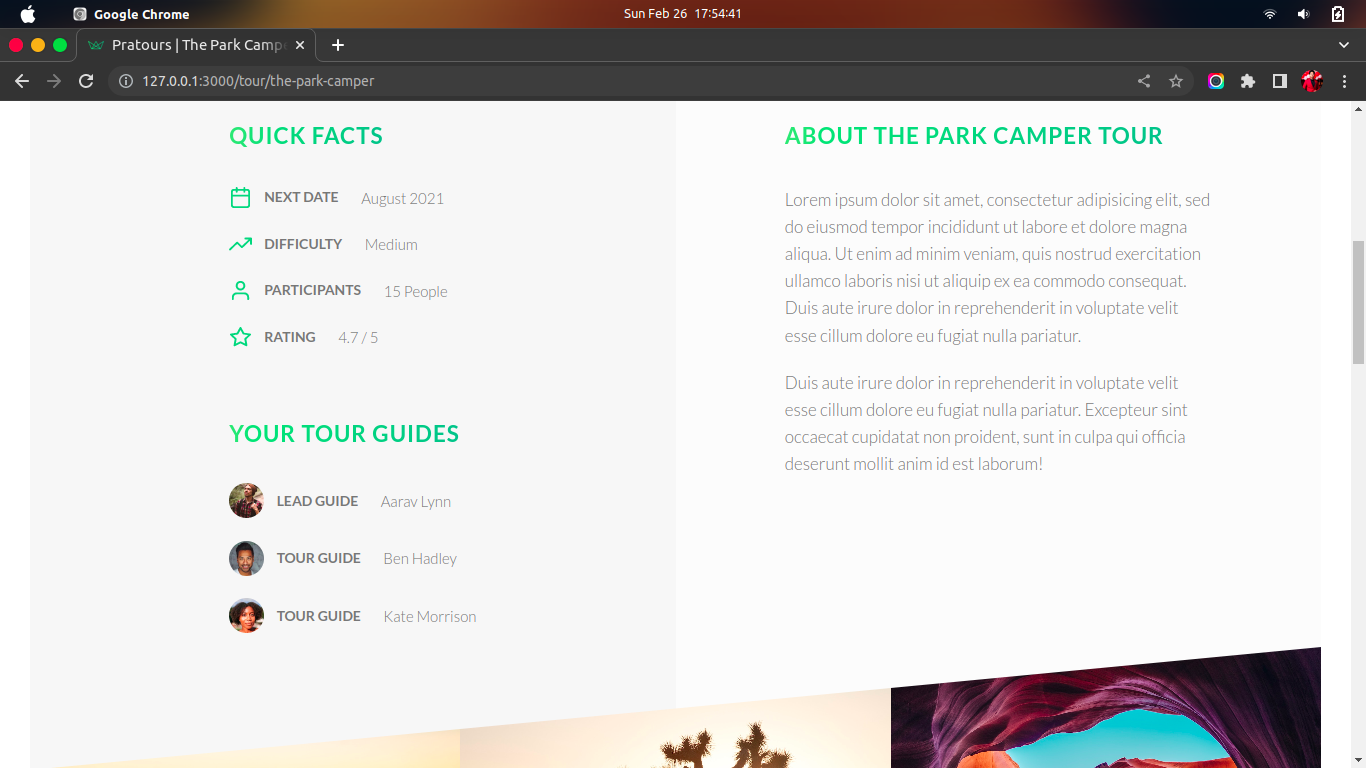 Google Chrome
Sun Feb 26 17:54:41
Pratours | The Park Campe
127.0.0.1:3000/tour/the-park-camper
QUICK FACTS
NEXT DATE August 2021
DIFFICULTY Medium
PARTICIPANTS 15 People
RATING 4.7 / 5
YOUR TOUR GUIDES
LEAD GUIDE Aarav Lynn
TOUR GUIDE Ben Hadley
TOUR GUIDE Kate Morrison
ABOUT THE PARK CAMPER TOUR
Lorem ipsum dolor sit amet, consectetur adipisicing elit, sed
do eiusmod tempor incididunt ut labore et dolore magna
aliqua. Ut enim ad minim veniam, quis nostrud exercitation
ullamco laboris nisi ut aliquip ex ea commodo consequat.
Duis aute irure dolor in reprehenderit in voluptate velit
esse cillum dolore eu fugiat nulla pariatur.
Duis aute irure dolor in reprehenderit in voluptate velit
esse cillum dolore eu fugiat nulla pariatur. Excepteur sint
occaecat cupidatat non proident, sunt in culpa qui officia
deserunt mollit anim id est laborum!